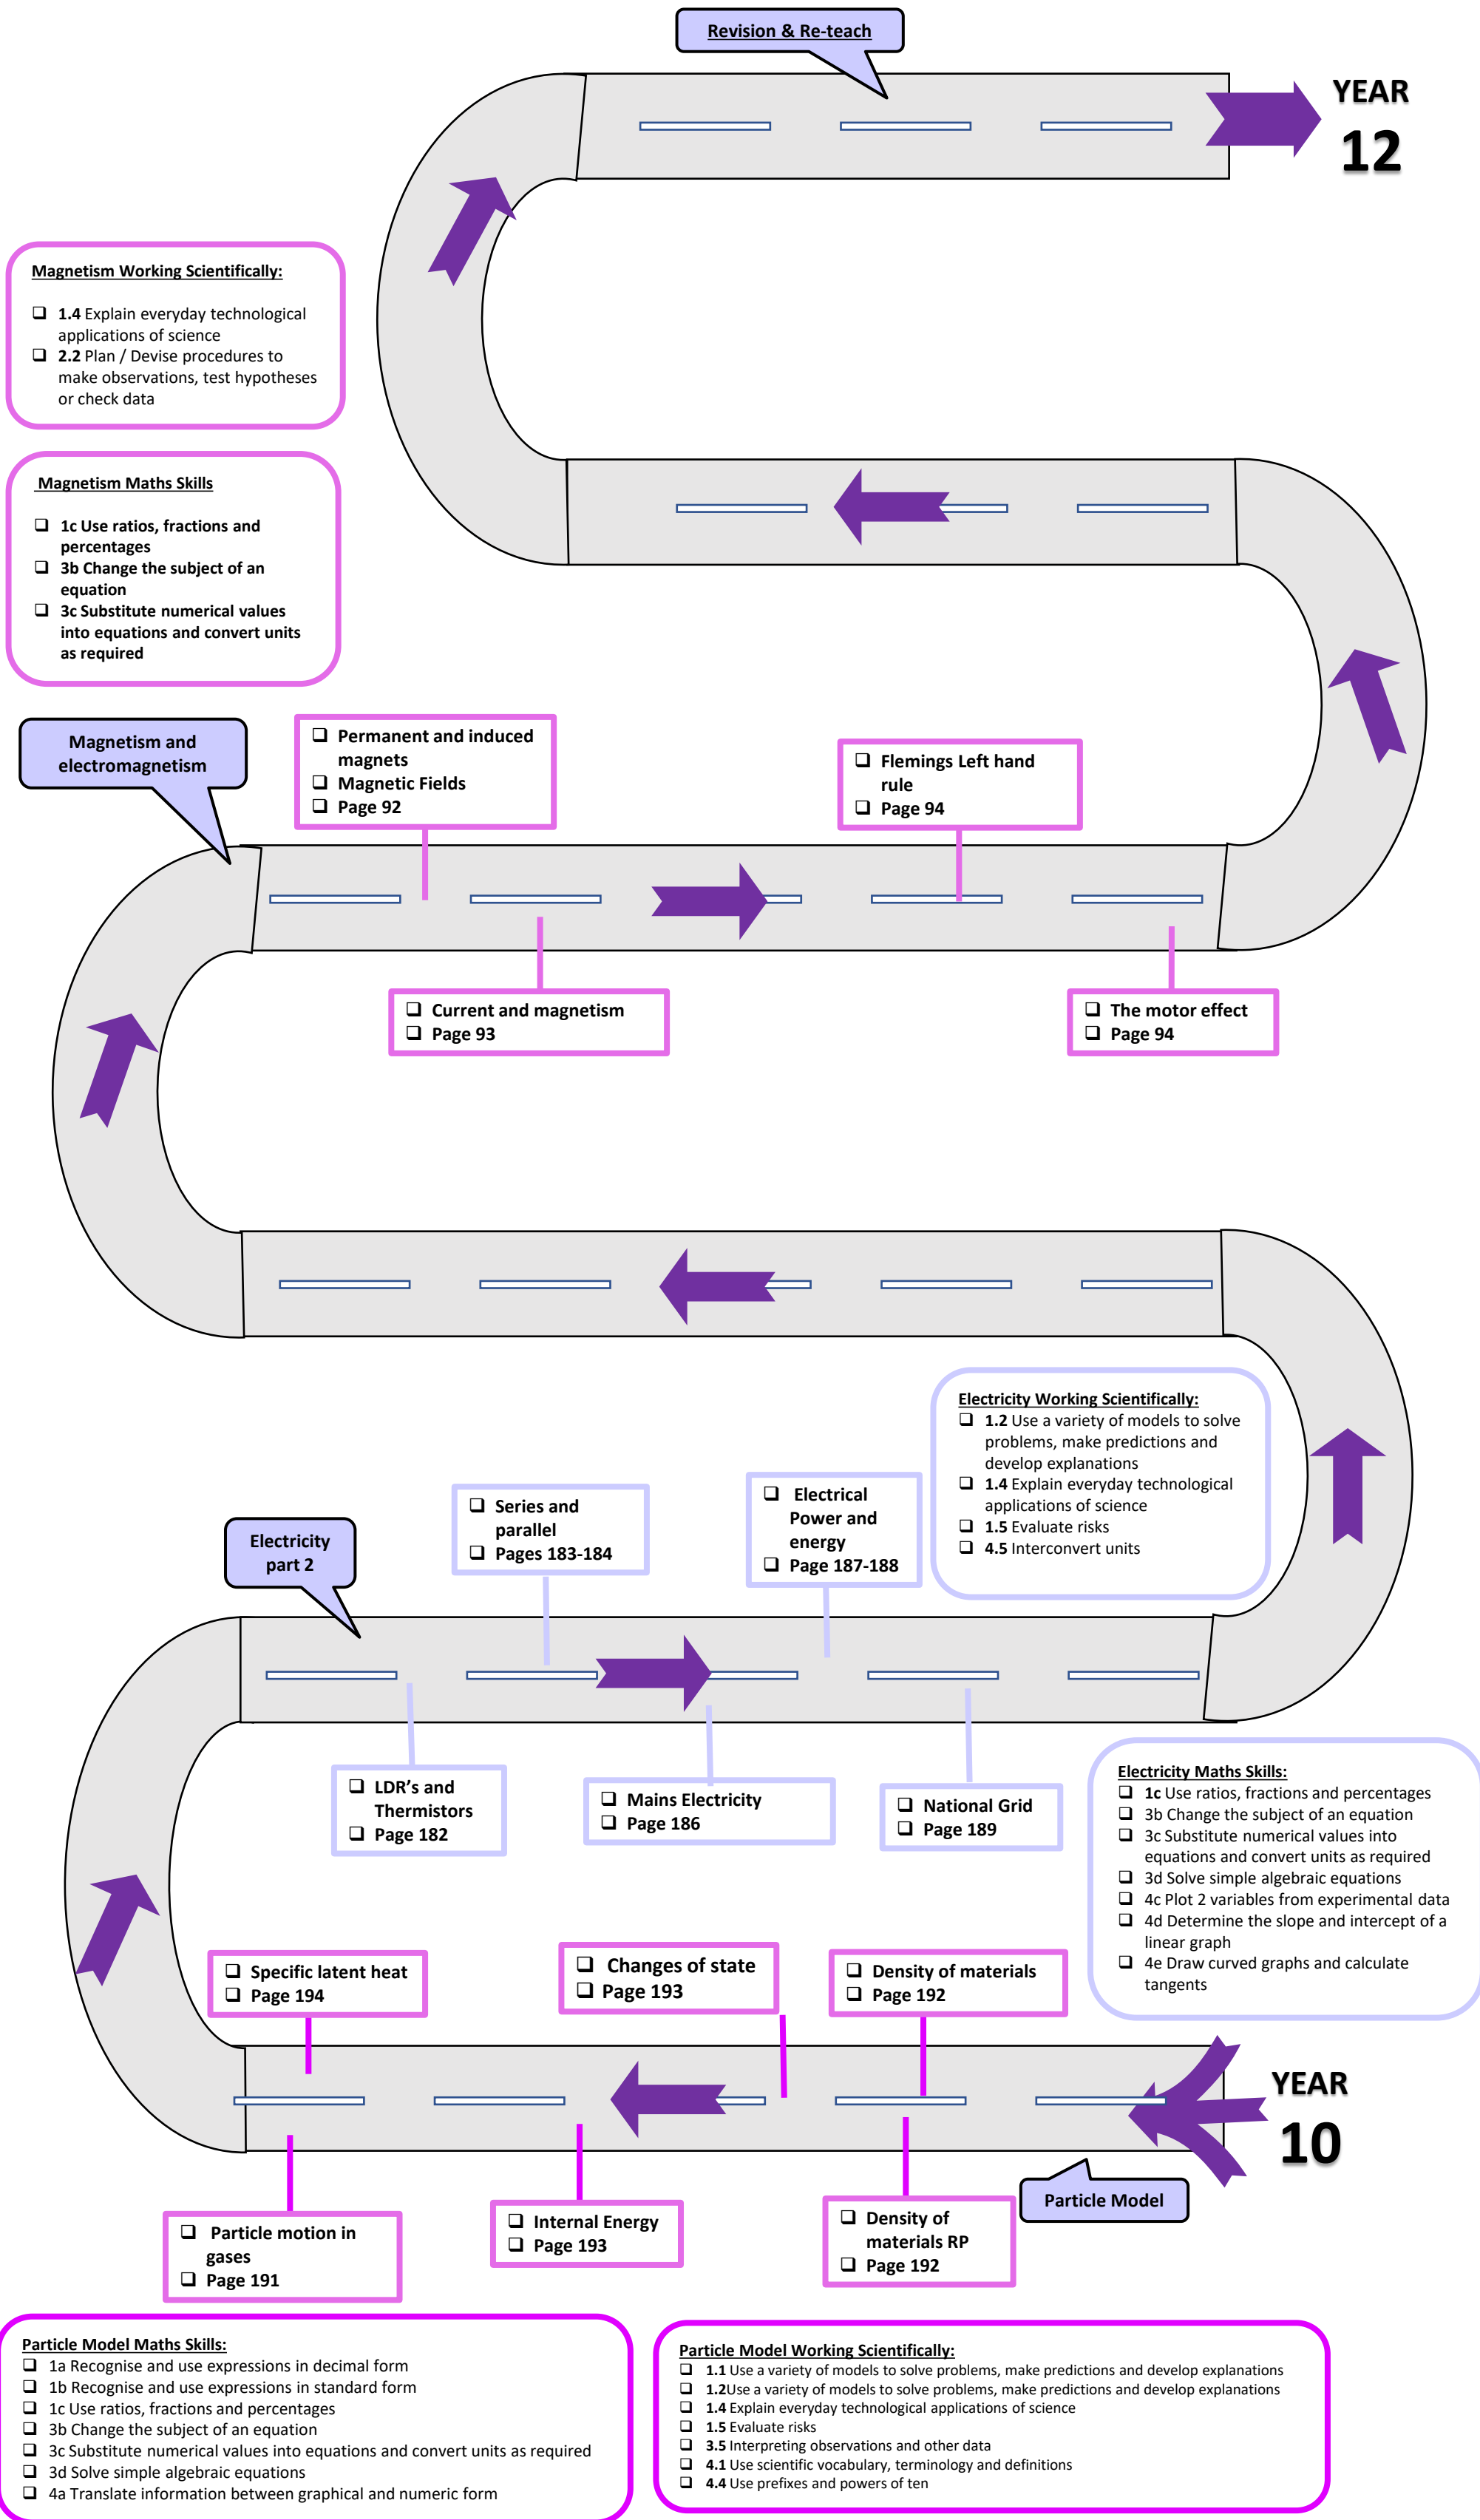 Revision & Re-teach
YEAR
12
Magnetism Working Scientifically:
❑ 1.4 Explain everyday technological
applications of science
❑ 2.2 Plan / Devise procedures to
make observations, test hypotheses
or check data
Magnetism Maths Skills
❑ 1c Use ratios, fractions and
percentages
❑ 3b Change the subject of an
equation
❑ 3c Substitute numerical values
into equations and convert units
as required
Magnetism and
electromagnetism
❑ Permanent and induced
magnets
❑ Magnetic Fields
❑ Page 92
❑ Flemings Left hand
rule
❑ Page 94
❑ Current and magnetism
❑ Page 93
❑ The motor effect
❑ Page 94
Electricity Working Scientifically:
❑ 1.2 Use a variety of models to solve
problems, make predictions and
develop explanations
❑ 1.4 Explain everyday technological
applications of science
❑ 1.5 Evaluate risks
❑ 4.5 Interconvert units
Electricity
part 2
❑ Series and
parallel
❑ Pages 183-184
❑ Electrical
Power and
energy
❑ Page 187-188
❑ LDR’s and
Thermistors
❑ Page 182
❑ Mains Electricity
❑ Page 186
❑ National Grid
❑ Page 189
Electricity Maths Skills:
❑ 1c Use ratios, fractions and percentages
❑ 3b Change the subject of an equation
❑ 3c Substitute numerical values into
equations and convert units as required
❑ 3d Solve simple algebraic equations
❑ 4c Plot 2 variables from experimental data
❑ 4d Determine the slope and intercept of a
linear graph
❑ 4e Draw curved graphs and calculate
tangents
❑ Specific latent heat
❑ Page 194
❑ Changes of state
❑ Page 193
❑ Density of materials
❑ Page 192
YEAR
10
Particle Model
❑ Particle motion in
gases
❑ Page 191
❑ Internal Energy
❑ Page 193
❑ Density of
materials RP
❑ Page 192
Particle Model Maths Skills:
❑ 1a Recognise and use expressions in decimal form
❑ 1b Recognise and use expressions in standard form
❑ 1c Use ratios, fractions and percentages
❑ 3b Change the subject of an equation
❑ 3c Substitute numerical values into equations and convert units as required
❑ 3d Solve simple algebraic equations
❑ 4a Translate information between graphical and numeric form
Particle Model Working Scientifically:
❑ 1.1 Use a variety of models to solve problems, make predictions and develop explanations
❑ 1.2Use a variety of models to solve problems, make predictions and develop explanations
❑ 1.4 Explain everyday technological applications of science
❑ 1.5 Evaluate risks
❑ 3.5 Interpreting observations and other data
❑ 4.1 Use scientific vocabulary, terminology and definitions
❑ 4.4 Use prefixes and powers of ten